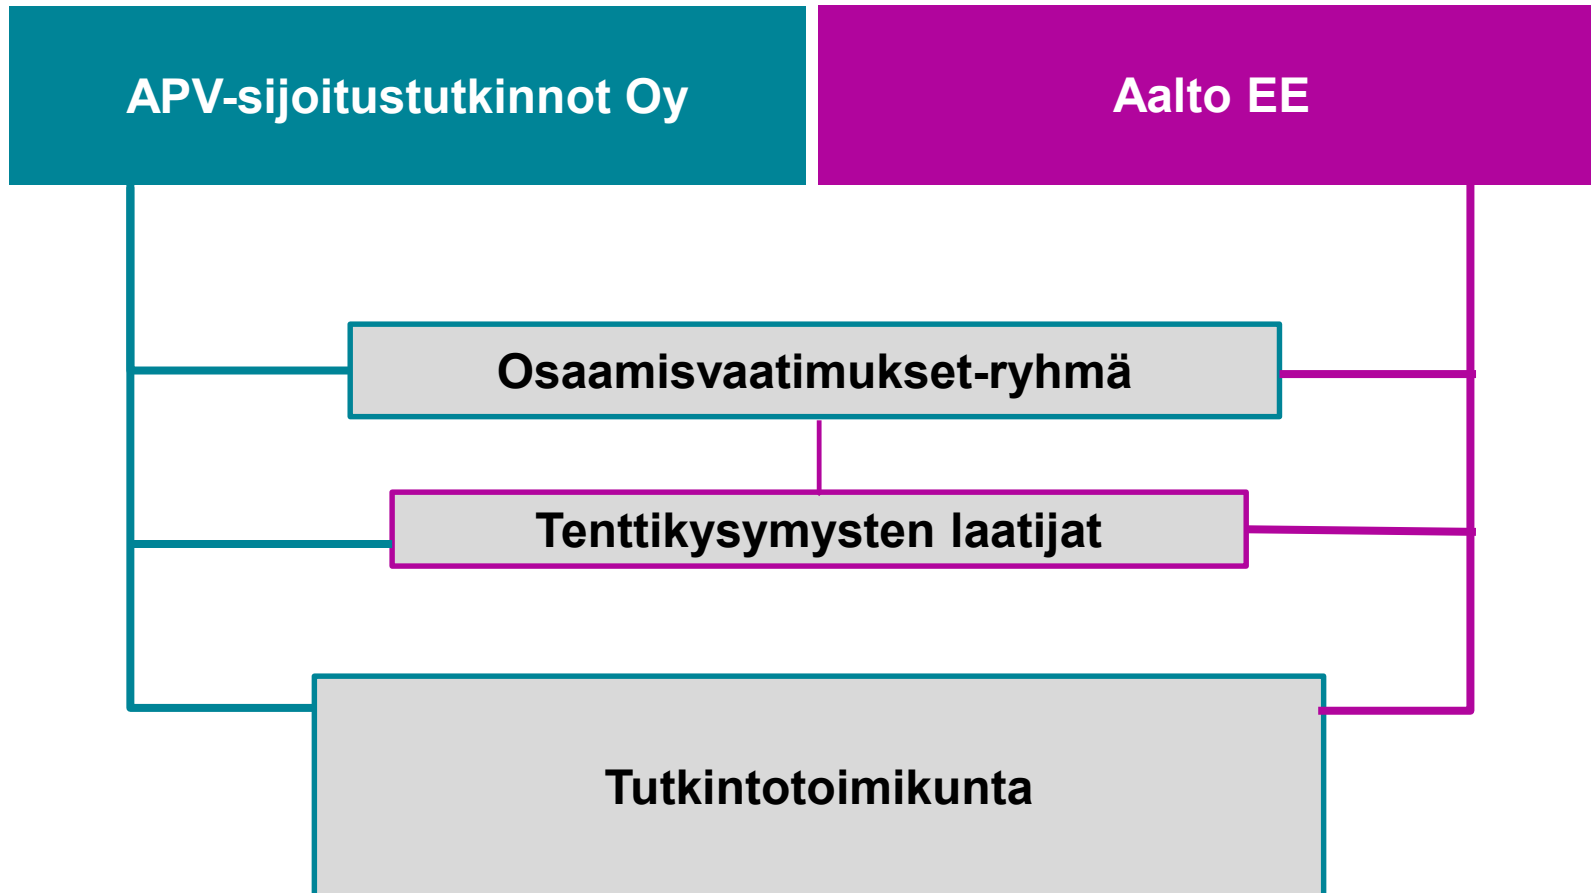 APV-sijoitustutkinnot Oy
Aalto EE
Osaamisvaatimukset-ryhmä
Tenttikysymysten laatijat
Tutkintotoimikunta